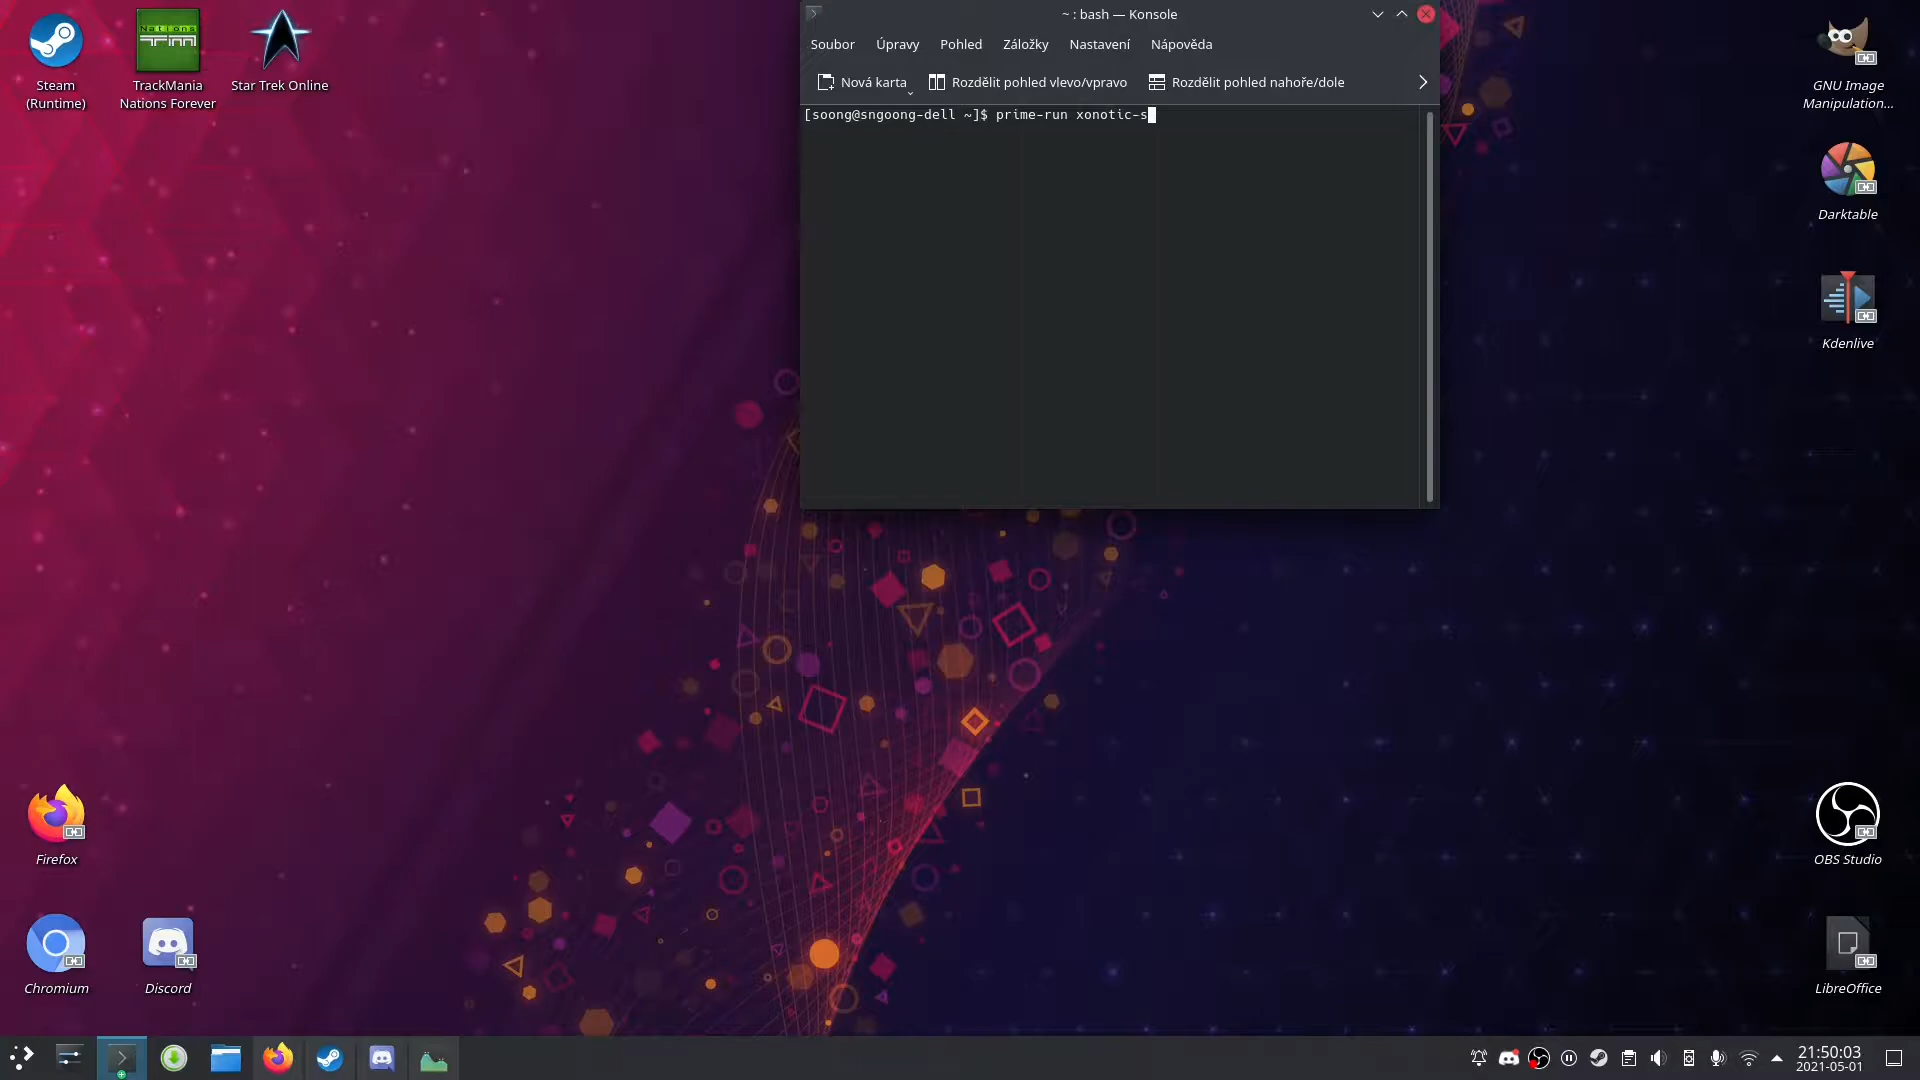 ~ : bash — Konsole
Soubor Úpravy Pohled Záložky Nastavení Nápověda
Nová karta Rozdělit pohled vlevo/vpravo Rozdělit pohled nahoře/dole
[soong@sngoong-dell ~]$ prime-run xonotic-s
Steam
(Runtime)
Nations
TM
TrackMania
Nations Forever
Star Trek Online
GNU Image
Manipulation...
Darktable
Kdenlive
Firefox
OBS Studio
Chromium
Discord
LibreOffice
21:50:03
2021-05-01